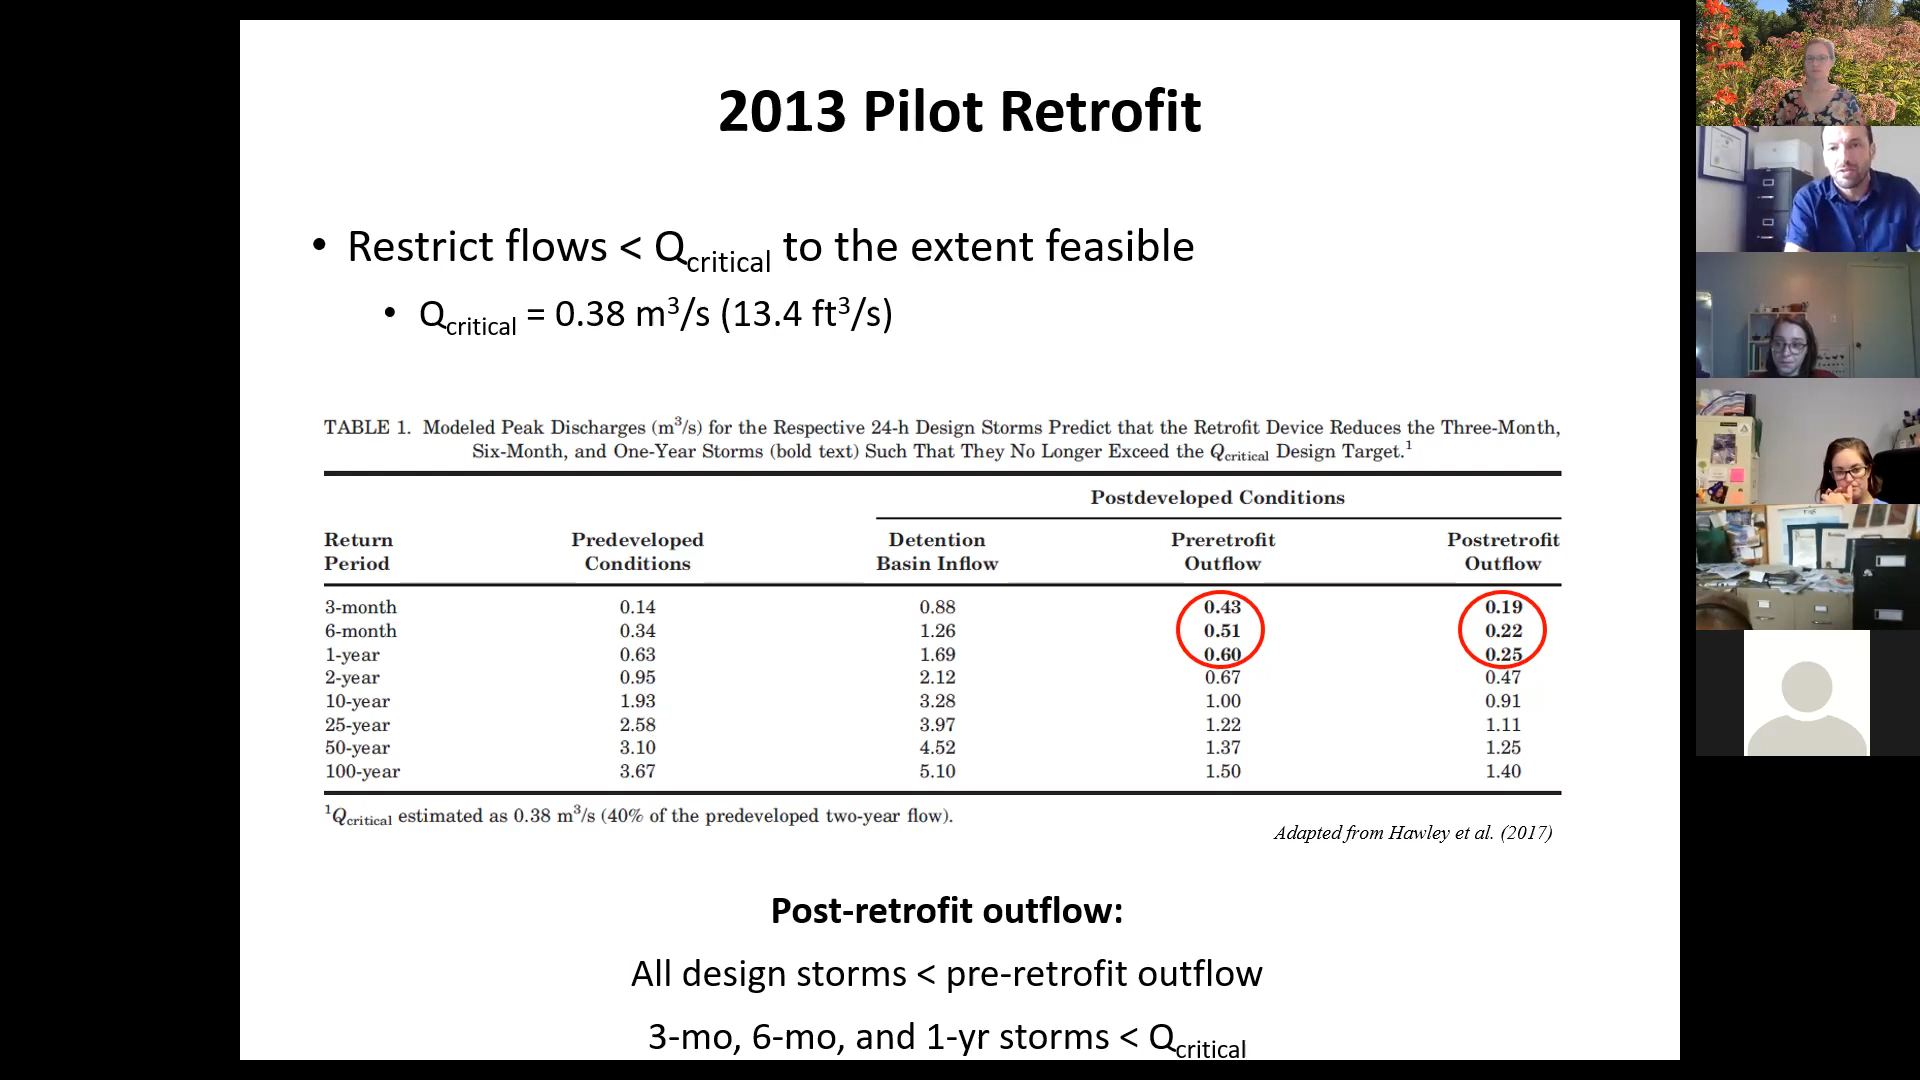 2013 Pilot Retrofit
• Restrict flows < Qcritical to the extent feasible
• Qcritical = 0.38 m³/s (13.4 ft³/s)
TABLE 1. Modeled Peak Discharges (m³/s) for the Respective 24-h Design Storms Predict that the Retrofit Device Reduces the Three-Month,
Six-Month, and One-Year Storms (bold text) Such That They No Longer Exceed the Qcritical Design Target.¹
Postdeveloped Conditions
Return Period Predeveloped Conditions Detention Basin Inflow Preretrofit Outflow Postretrofit Outflow
3-month 0.14 0.88 0.43 0.19
6-month 0.34 1.26 0.51 0.22
1-year 0.63 1.69 0.60 0.25
2-year 0.95 2.12 0.67 0.47
10-year 1.93 3.28 1.00 0.91
25-year 2.58 3.97 1.22 1.11
50-year 3.10 4.52 1.37 1.25
100-year 3.67 5.10 1.50 1.40
¹Qcritical estimated as 0.38 m³/s (40% of the predeveloped two-year flow).
Adapted from Hawley et al. (2017)
Post-retrofit outflow:
All design storms < pre-retrofit outflow
3-mo, 6-mo, and 1-yr storms < Qcritical